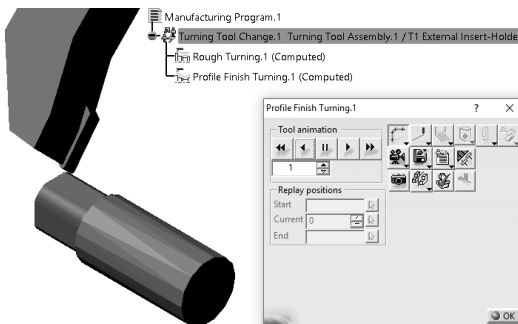 Manufacturing Program.1
Turning Tool Change.1 Turning Tool Assembly.1 / T1 External Insert-Holde
Rough Turning.1 (Computed)
Profile Finish Turning.1 (Computed)
Profile Finish Turning.1 ? X
Tool animation
1
Replay positions
Start
Current 0
End
OK